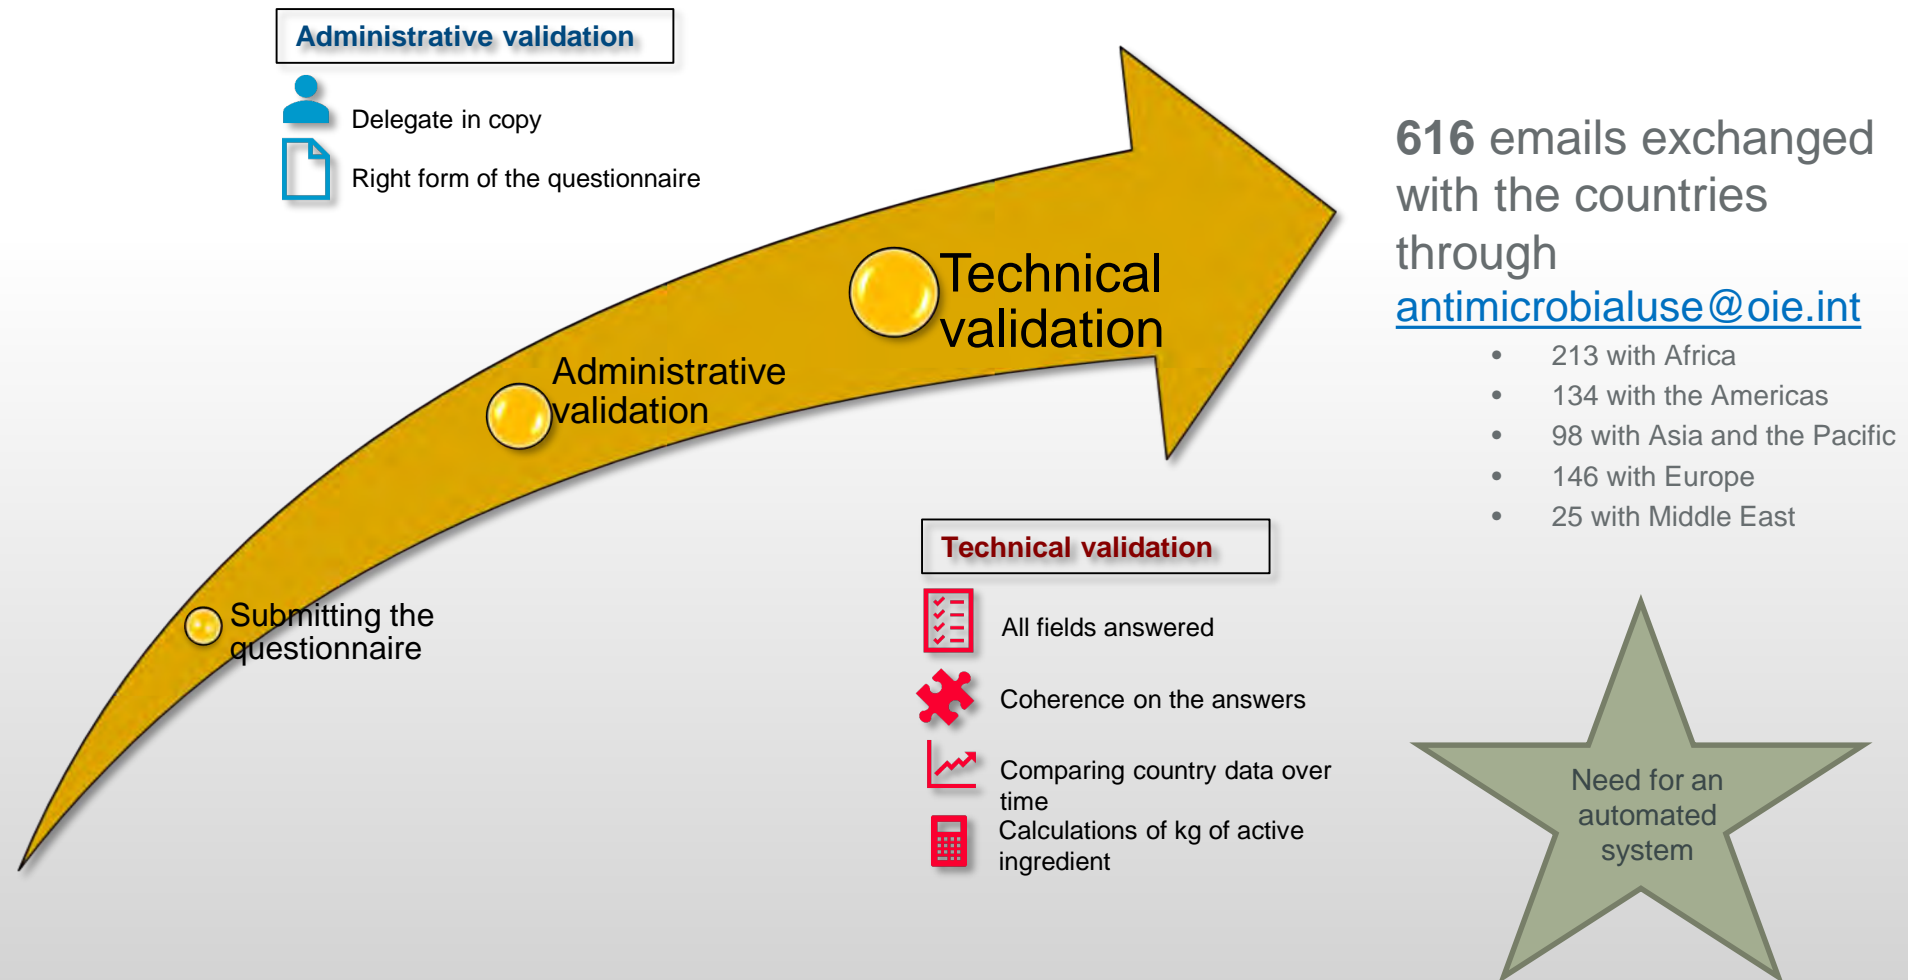 Administrative validation
Delegate in copy
Right form of the questionnaire
Submitting the
questionnaire
Administrative
validation
Technical
validation
616 emails exchanged
with the countries
through
antimicrobialuse@oie.int
• 213 with Africa
• 134 with the Americas
• 98 with Asia and the Pacific
• 146 with Europe
• 25 with Middle East
Technical validation
All fields answered
Coherence on the answers
Comparing country data over
time
Calculations of kg of active
ingredient
Need for an
automated
system